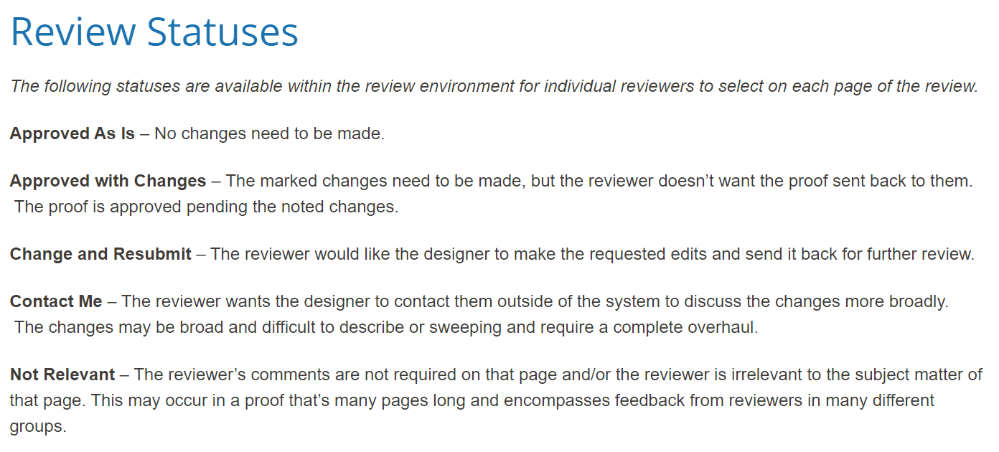 Review Statuses
The following statuses are available within the review environment for individual reviewers to select on each page of the review.
Approved As Is – No changes need to be made.
Approved with Changes – The marked changes need to be made, but the reviewer doesn’t want the proof sent back to them.
The proof is approved pending the noted changes.
Change and Resubmit – The reviewer would like the designer to make the requested edits and send it back for further review.
Contact Me – The reviewer wants the designer to contact them outside of the system to discuss the changes more broadly.
The changes may be broad and difficult to describe or sweeping and require a complete overhaul.
Not Relevant – The reviewer’s comments are not required on that page and/or the reviewer is irrelevant to the subject matter of
that page. This may occur in a proof that’s many pages long and encompasses feedback from reviewers in many different
groups.